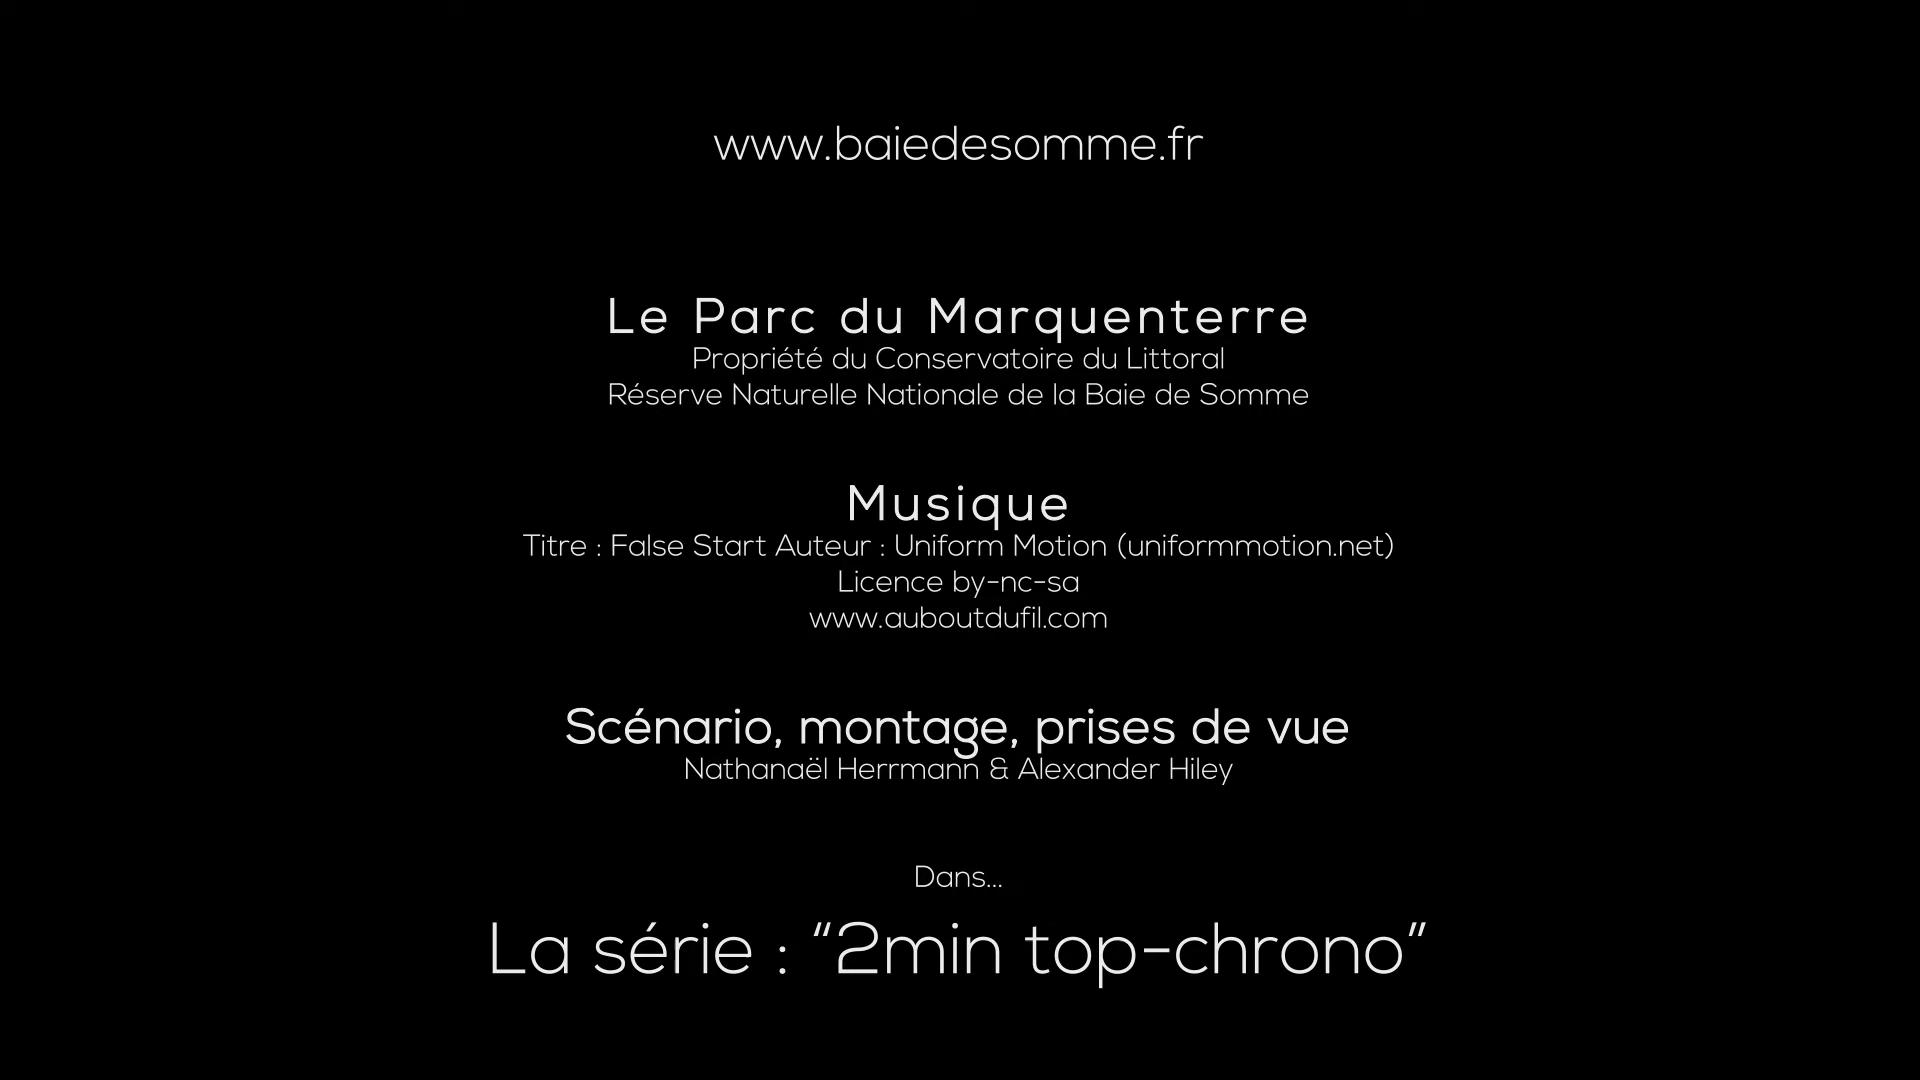 www.baiedesomme.fr
Le Parc du Marquenterre
Propriété du Conservatoire du Littoral
Réserve Naturelle Nationale de la Baie de Somme
Musique
Titre : False Start Auteur : Uniform Motion (uniformmotion.net)
Licence by-nc-sa
www.auboutdufil.com
Scénario, montage, prises de vue
Nathanaël Herrmann & Alexander Hiley
Dans...
La série : “2min top-chrono”